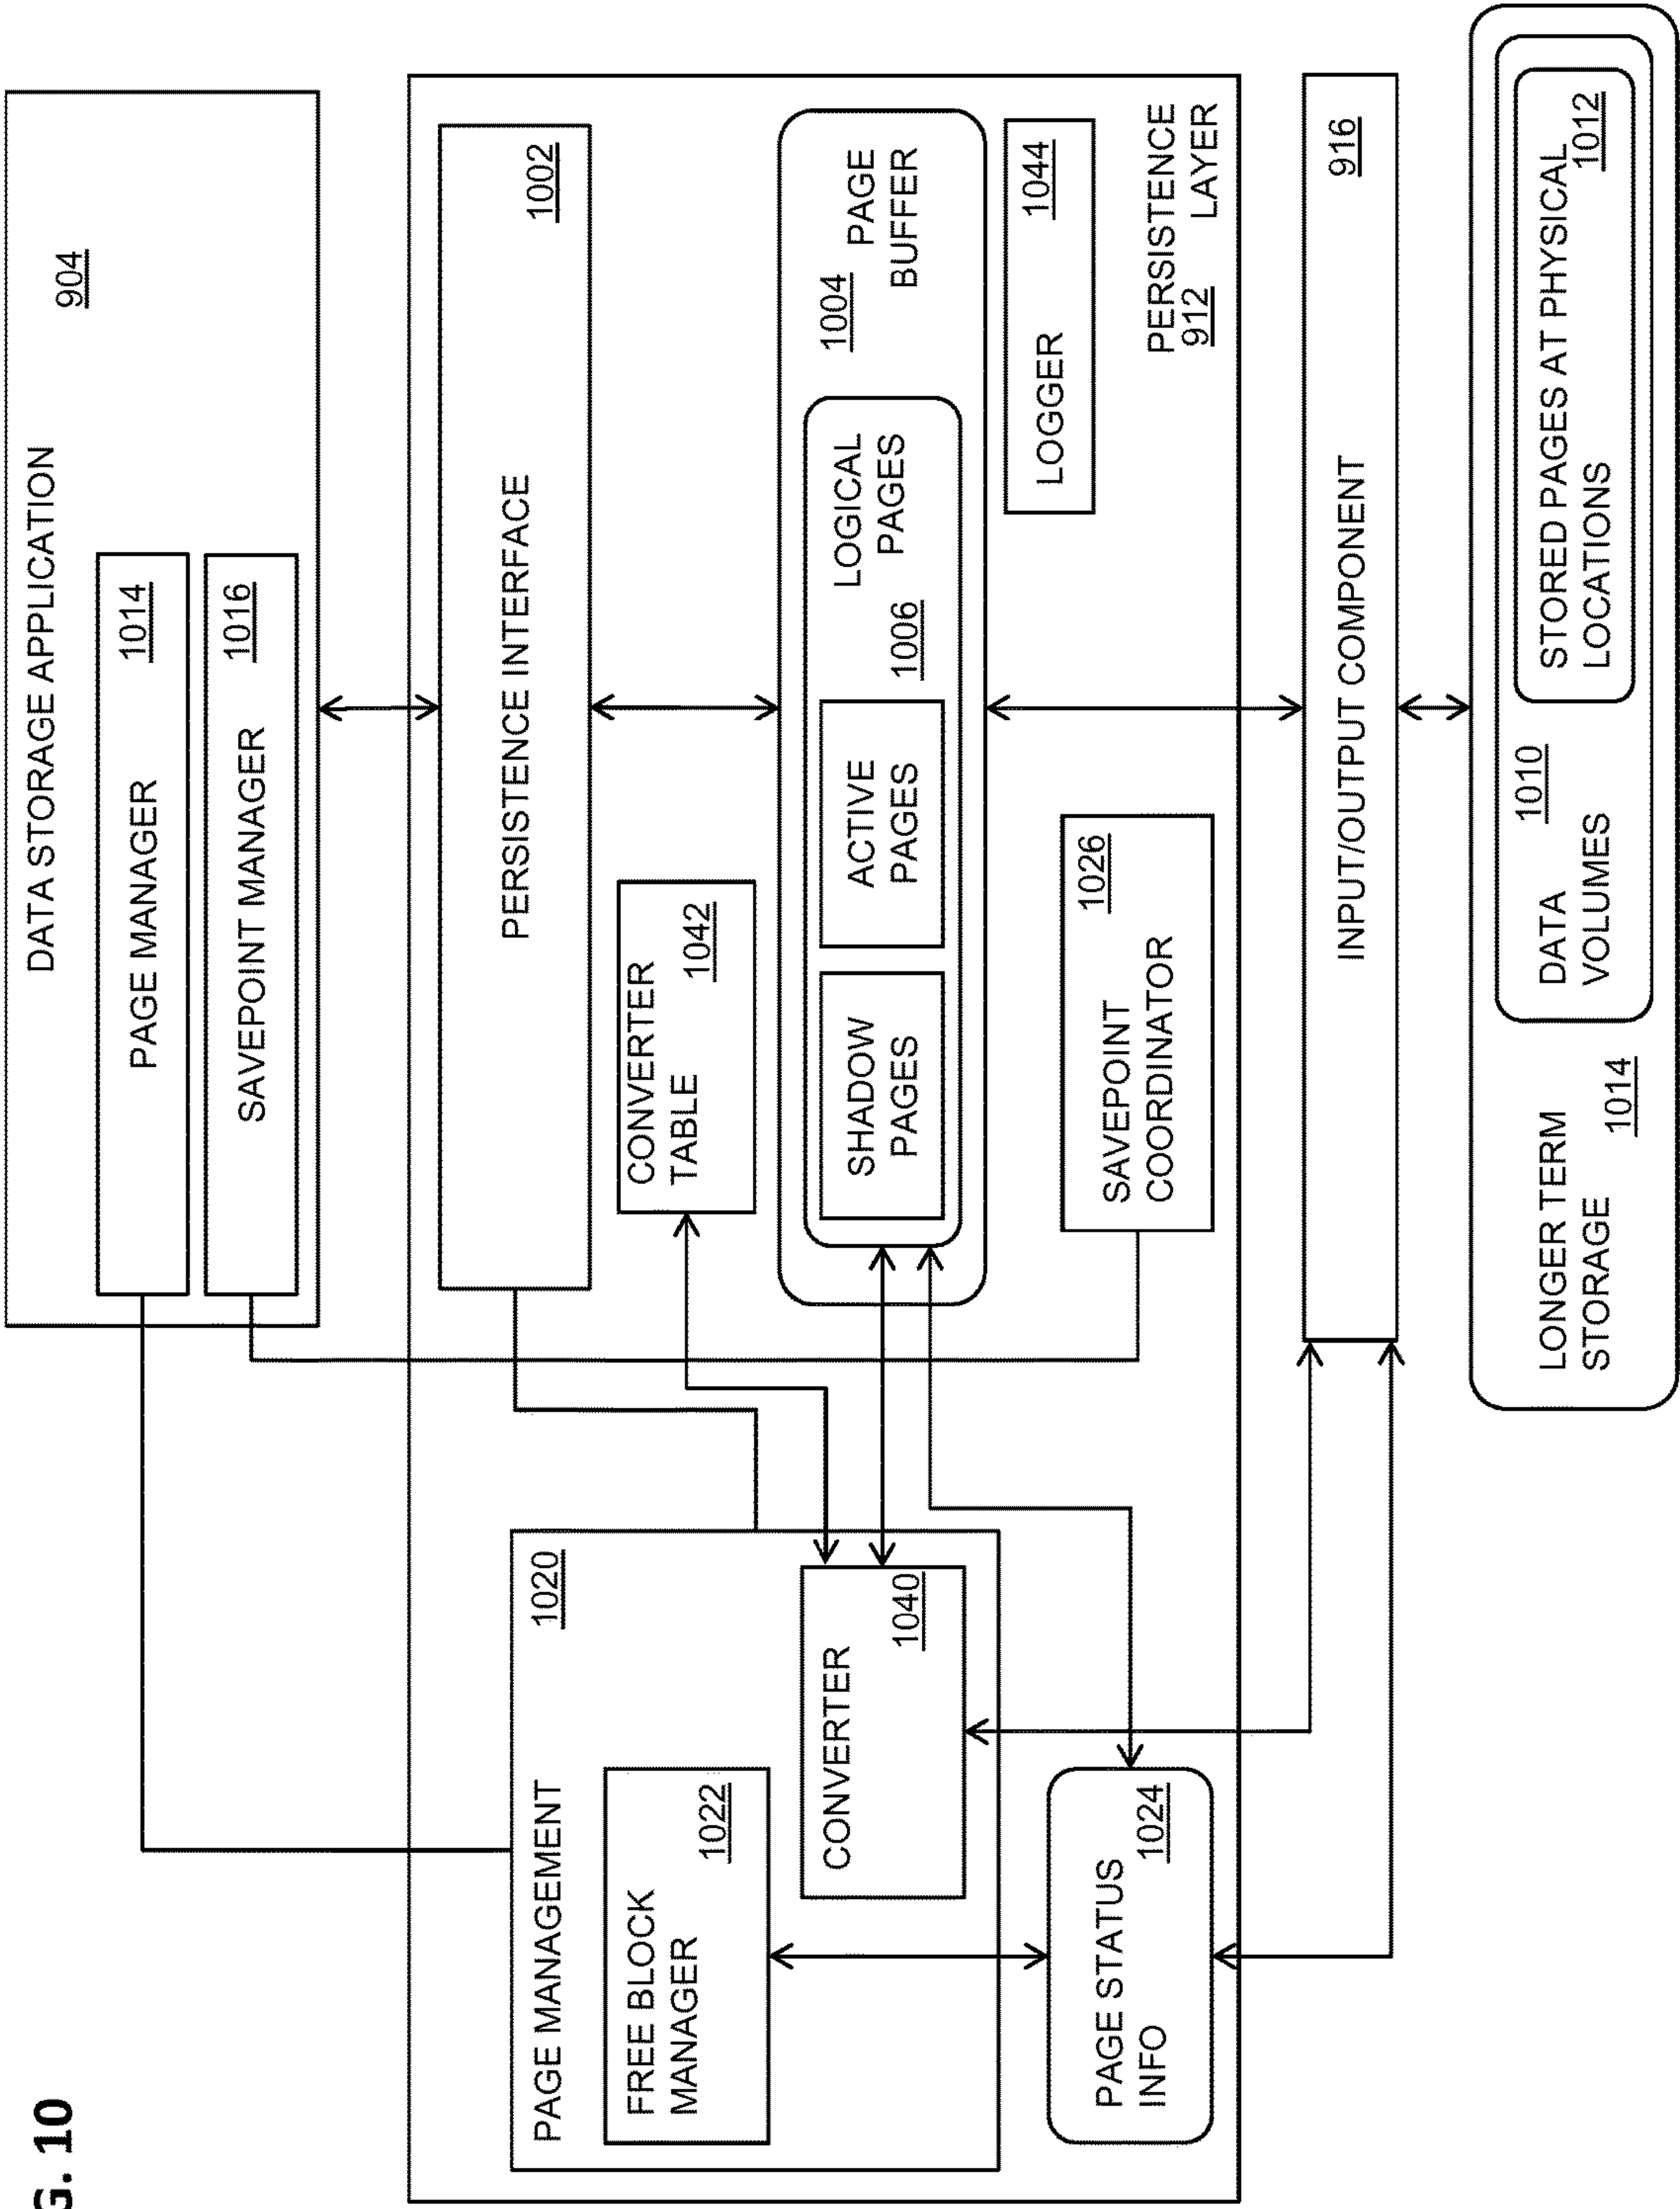 G. 10
DATA STORAGE APPLICATION
904
PAGE MANAGER
1014
SAVEPOINT MANAGER
1016
PERSISTENCE INTERFACE
1002
PAGE MANAGEMENT
1020
FREE BLOCK
MANAGER
1022
CONVERTER
1040
CONVERTER
TABLE
1042
SHADOW
PAGES
ACTIVE
PAGES
LOGICAL
PAGES
1006
1004
PAGE
BUFFER
LOGGER
1044
PAGE STATUS
INFO
1024
SAVEPOINT
COORDINATOR
1026
PERSISTENCE
912 LAYER
INPUT/OUTPUT COMPONENT
916
LONGER TERM
STORAGE
1014
DATA
VOLUMES
1010
STORED PAGES AT PHYSICAL
LOCATIONS
1012